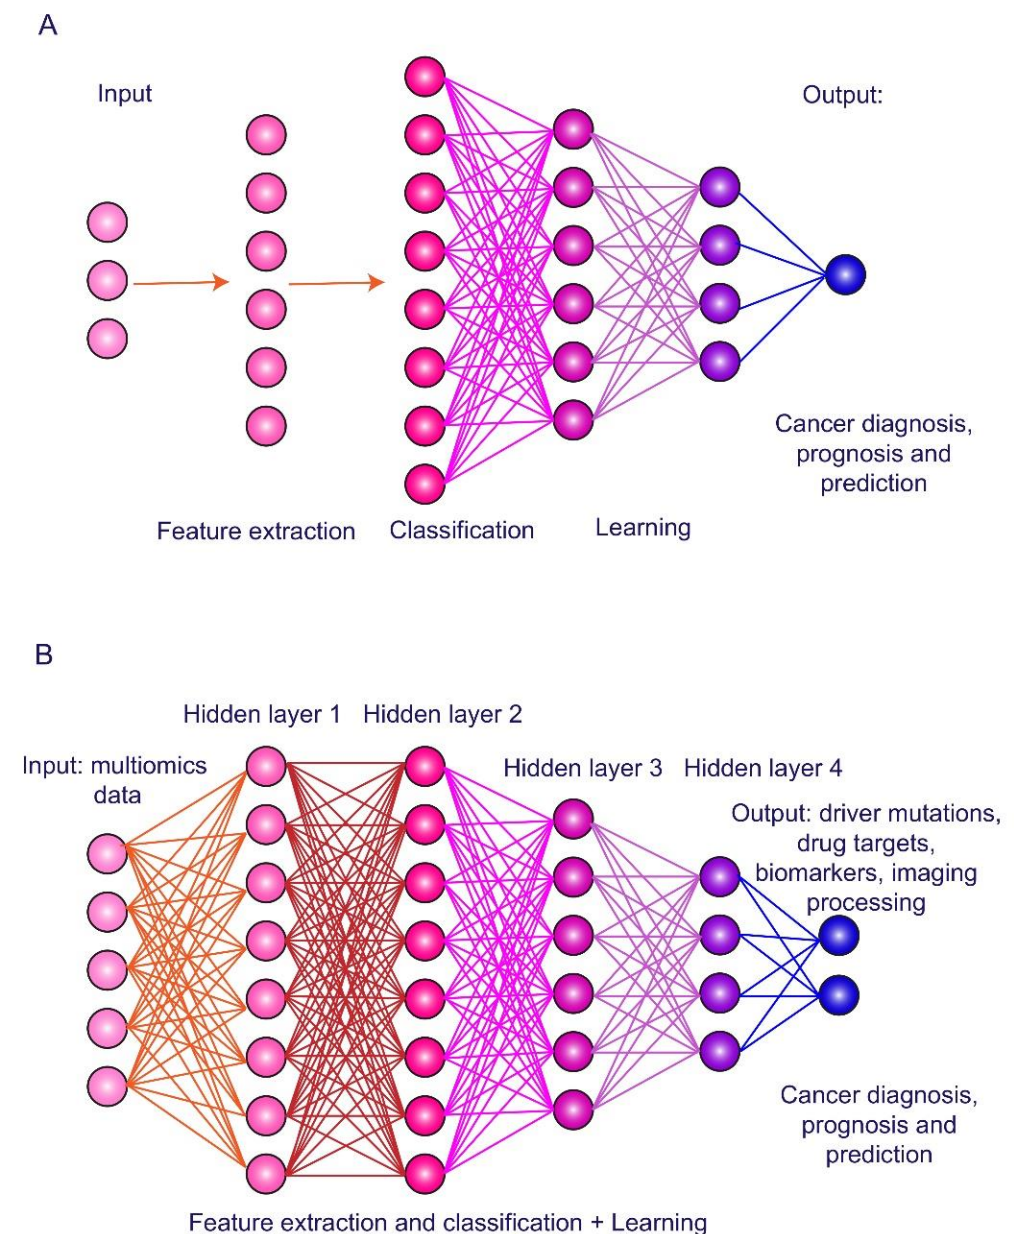 A
Input
Output:
Cancer diagnosis,
prognosis and
prediction
Feature extraction
Classification
Learning
B
Hidden layer 1
Hidden layer 2
Input: multiomics
data
Hidden layer 3
Hidden layer 4
Output: driver mutations,
drug targets,
biomarkers, imaging
processing
Cancer diagnosis,
prognosis and
prediction
Feature extraction and classification + Learning